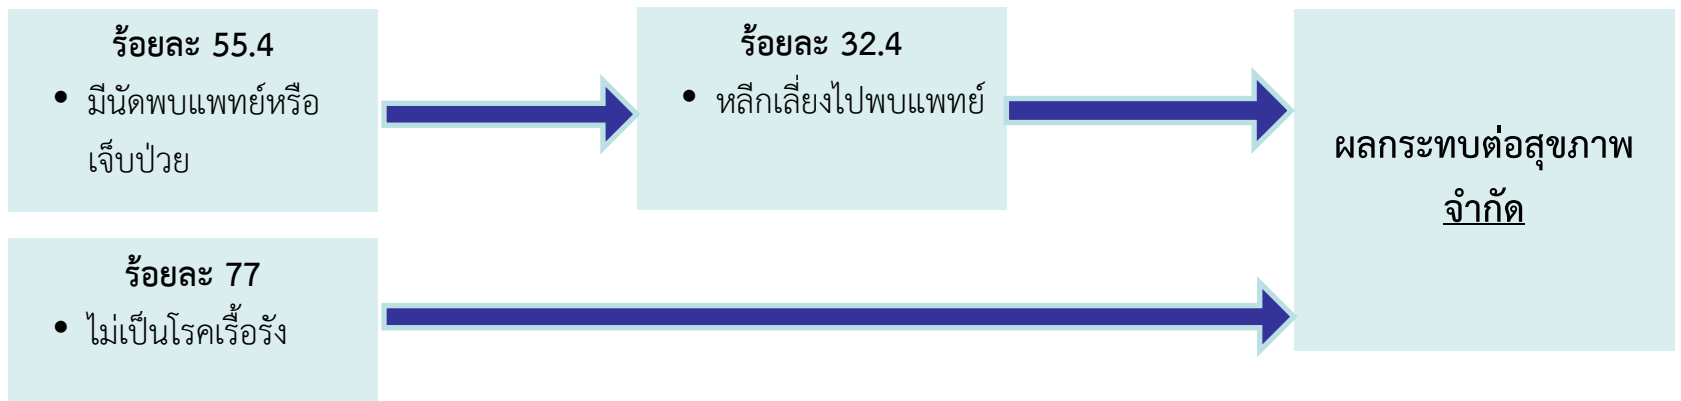 ร้อยละ 55.4
• มีนัดพบแพทย์หรือ
เจ็บป่วย
ร้อยละ 32.4
• หลีกเลี่ยงไปพบแพทย์
ผลกระทบต่อสุขภาพ
จำกัด
ร้อยละ 77
• ไม่เป็นโรคเรื้อรัง